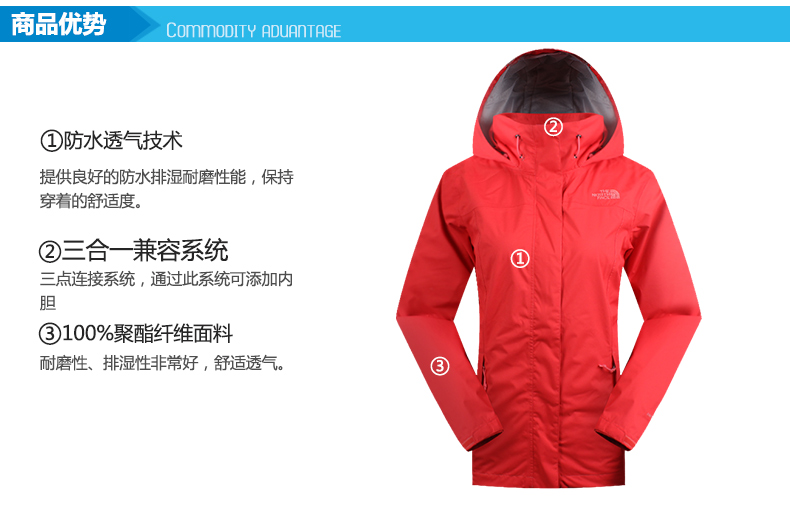 商品优势
COMMODITY ADVANTAGE
①防水透气技术
提供良好的防水排湿耐磨性能，保持
穿着的舒适度。
②三合一兼容系统
三点连接系统，通过此系统可添加内
胆
③100%聚酯纤维面料
耐磨性、排湿性非常好，舒适透气。
②
THE
NORTH
FACE
①
③